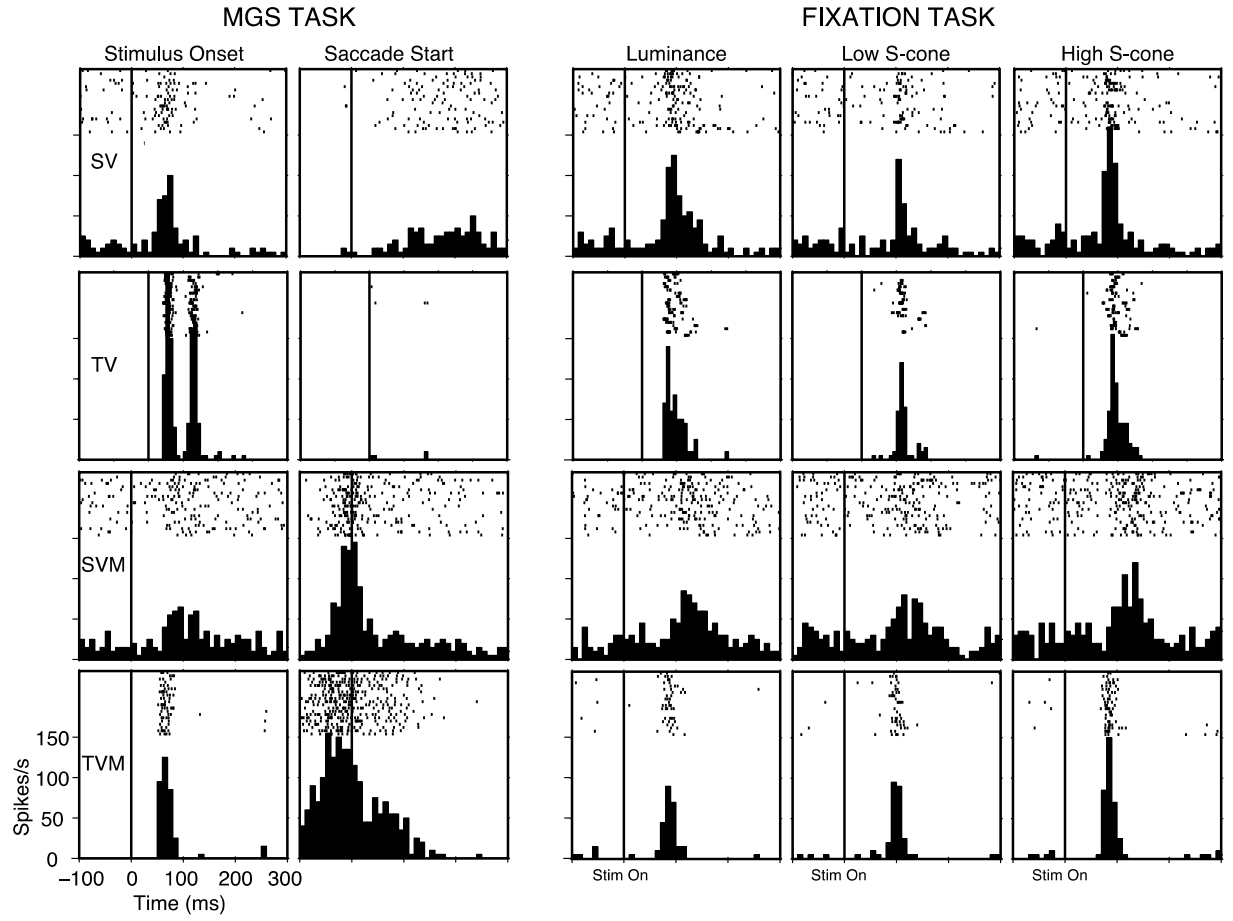 MGS TASK
FIXATION TASK
Stimulus Onset
Saccade Start
Luminance
Low S-cone
High S-cone
SV
TV
SVM
TVM
Spikes/s
150
100
50
0
–100 0 100 200 300
Time (ms)
Stim On
Stim On
Stim On